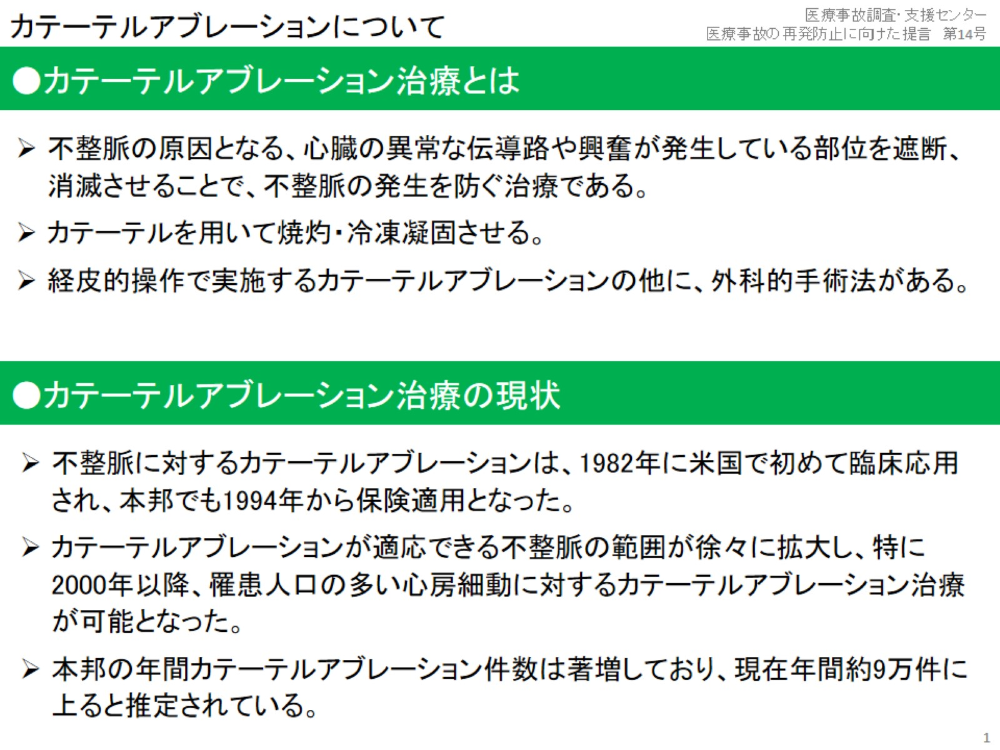 カテーテルアブレーションについて
医療事故調査・支援センター
医療事故の再発防止に向けた提言　第14号
●カテーテルアブレーション治療とは
➢ 不整脈の原因となる、心臓の異常な伝導路や興奮が発生している部位を遮断、
消滅させることで、不整脈の発生を防ぐ治療である。
➢ カテーテルを用いて焼灼・冷凍凝固させる。
➢ 経皮的操作で実施するカテーテルアブレーションの他に、外科的手術法がある。
●カテーテルアブレーション治療の現状
➢ 不整脈に対するカテーテルアブレーションは、1982年に米国で初めて臨床応用
され、本邦でも1994年から保険適用となった。
➢ カテーテルアブレーションが適応できる不整脈の範囲が徐々に拡大し、特に
2000年以降、罹患人口の多い心房細動に対するカテーテルアブレーション治療
が可能となった。
➢ 本邦の年間カテーテルアブレーション件数は著増しており、現在年間約9万件に
上ると推定されている。
1